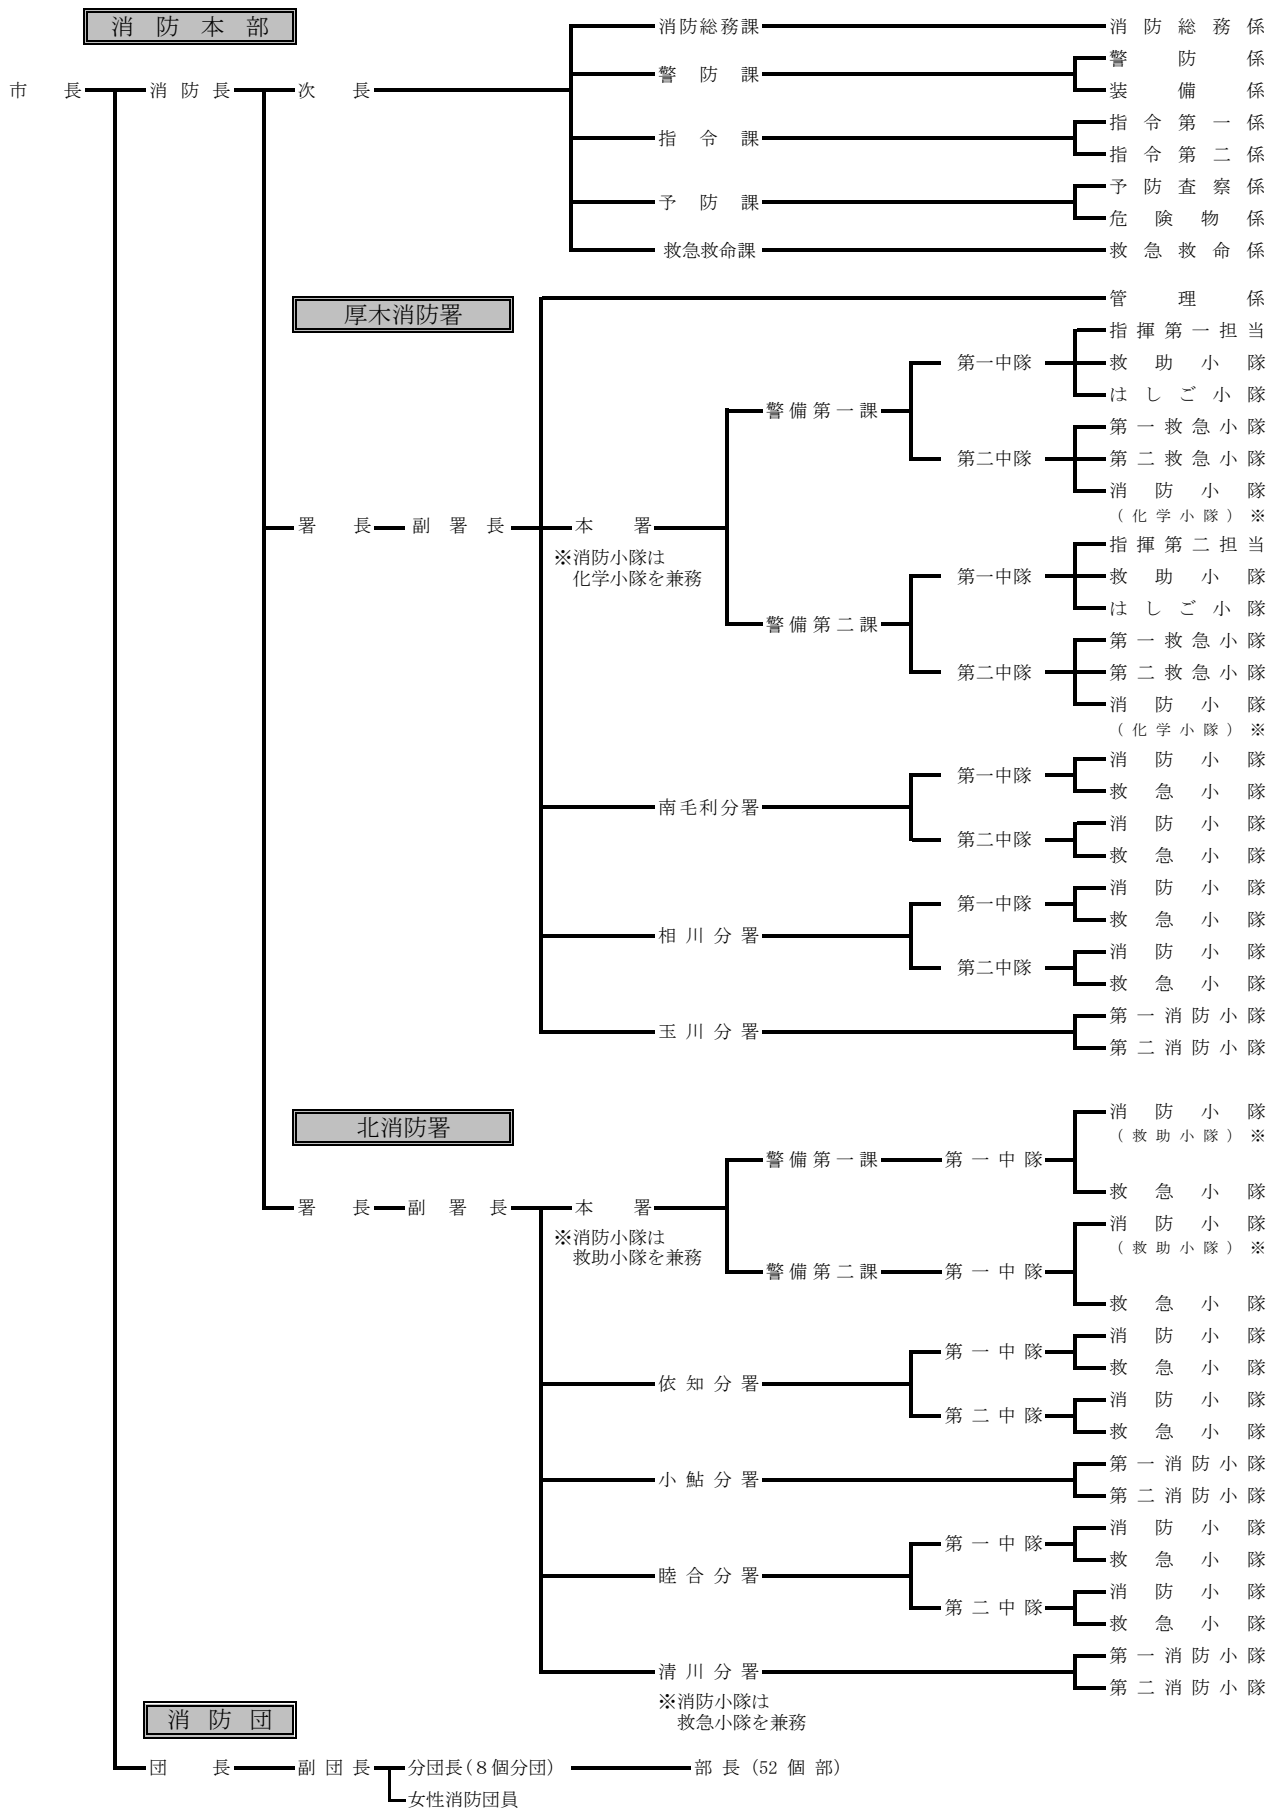 消防本部
消防総務課 消防総務係
警防係
警防課
市長 消防長 次長 装備係
指令第一係
指令課
指令第二係
予防査察係
予防課
危険物係
救急救命課 救急救命係
厚木消防署
管理係
指揮第一担当
第一中隊 救助小隊
はしご小隊
警備第一課
第一救急小隊
第二中隊 第二救急小隊
消防小隊
(化学小隊)※
署長 副署長 本署
※消防小隊は
化学小隊を兼務
指揮第二担当
第一中隊 救助小隊
はしご小隊
警備第二課
第一救急小隊
第二中隊 第二救急小隊
消防小隊
(化学小隊)※
消防小隊
第一中隊
救急小隊
南毛利分署
消防小隊
第二中隊
救急小隊
消防小隊
第一中隊
救急小隊
相川分署
消防小隊
第二中隊
救急小隊
第一消防小隊
玉川分署
第二消防小隊
北消防署
消防小隊
(救助小隊)※
警備第一課 第一中隊
救急小隊
署長 副署長 本署
※消防小隊は
救助小隊を兼務
消防小隊
(救助小隊)※
警備第二課 第一中隊
救急小隊
消防小隊
第一中隊
救急小隊
依知分署
消防小隊
第二中隊
救急小隊
第一消防小隊
小鮎分署
第二消防小隊
消防小隊
第一中隊
救急小隊
睦合分署
消防小隊
第二中隊
救急小隊
第一消防小隊
清川分署
第二消防小隊
※消防小隊は
救急小隊を兼務
消防団
団長 副団長 分団長(8個分団) 部長(52個部)
女性消防団員